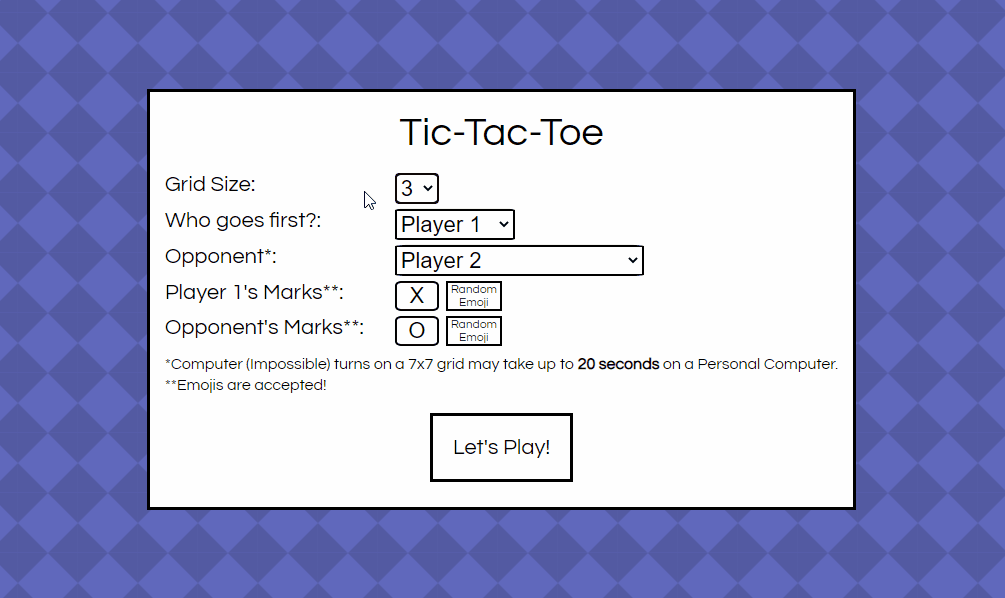 Tic-Tac-Toe
Grid Size: 3
Who goes first?: Player 1
Opponent*: Player 2
Player 1's Marks**: X Random Emoji
Opponent's Marks**: O Random Emoji
*Computer (Impossible) turns on a 7x7 grid may take up to 20 seconds on a Personal Computer.
**Emojis are accepted!
Let's Play!